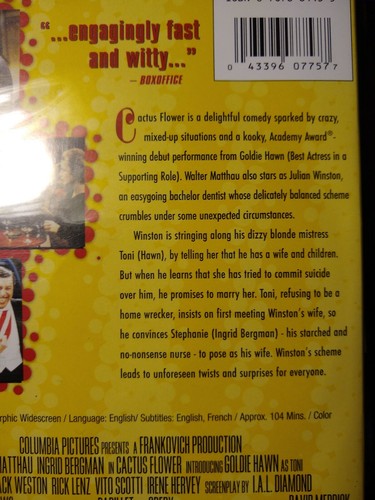 "...engagingly fast
and witty..."
– BOXOFFICE
0 43396 07757 7
Cactus Flower is a delightful comedy sparked by crazy,
mixed-up situations and a kooky, Academy Award®-
winning debut performance from Goldie Hawn (Best Actress in a
Supporting Role). Walter Matthau also stars as Julian Winston,
an easygoing bachelor dentist whose delicately balanced scheme
crumbles under some unexpected circumstances.
Winston is stringing along his dizzy blonde mistress
Toni (Hawn), by telling her that he has a wife and children.
But when he learns that she has tried to commit suicide
over him, he promises to marry her. Toni, refusing to be a
home wrecker, insists on first meeting Winston's wife, so
he convinces Stephanie (Ingrid Bergman) - his starched and
no-nonsense nurse - to pose as his wife. Winston's scheme
leads to unforeseen twists and surprises for everyone.
orphic Widescreen / Language: English/ Subtitles: English, French / Approx. 104 Mins. / Color
COLUMBIA PICTURES PRESENTS A FRANKOVICH PRODUCTION
MATTHAU INGRID BERGMAN IN CACTUS FLOWER INTRODUCING GOLDIE HAWN AS TONI
ACK WESTON RICK LENZ VITO SCOTTI IRENE HERVEY SCREENPLAY BY I.A.L. DIAMOND